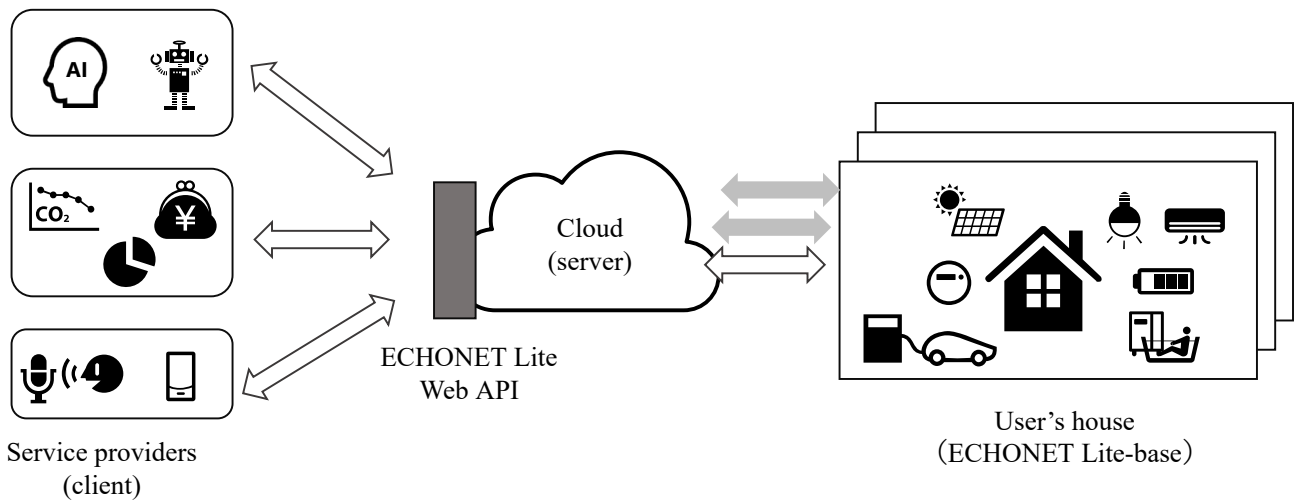 AI
CO₂
¥
Service providers
(client)
ECHONET Lite
Web API
Cloud
(server)
User’s house
（ECHONET Lite-base）